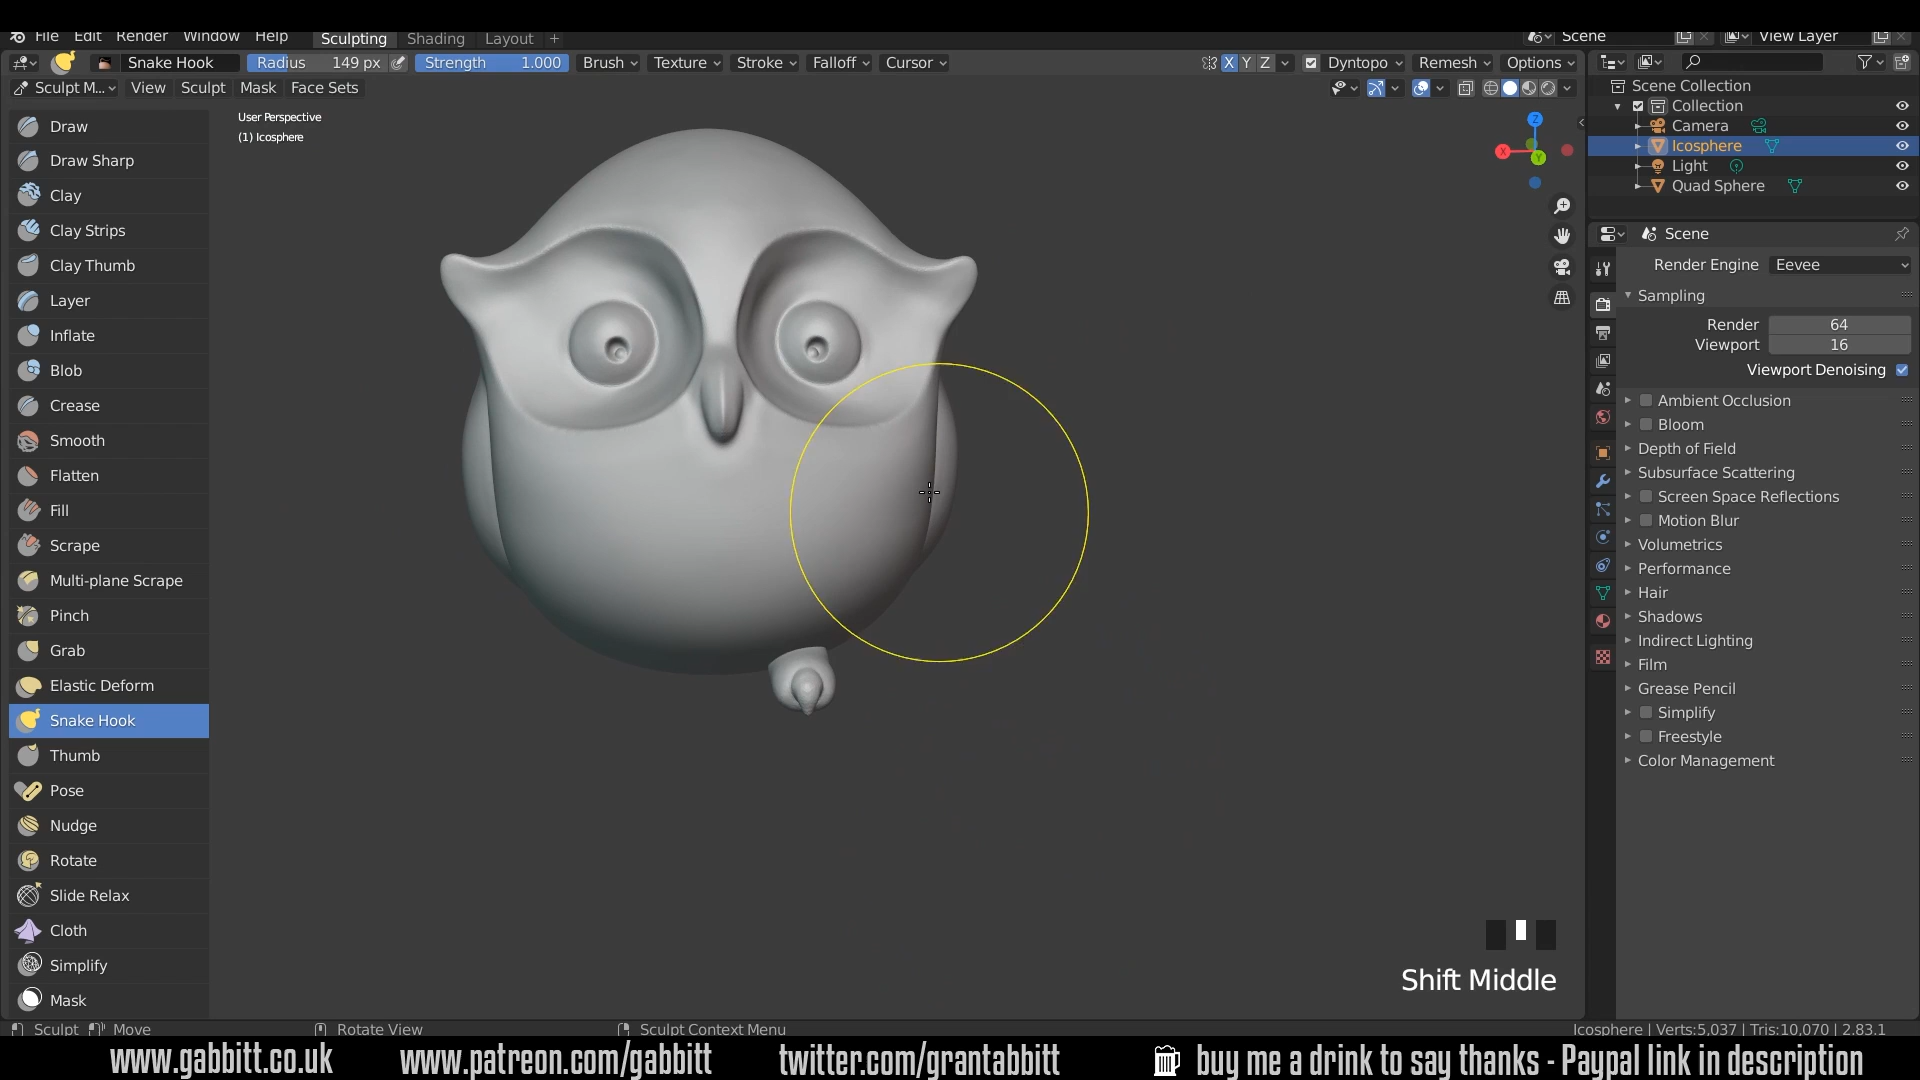 File Edit Render Window Help Sculpting Shading Layout + Scene View Layer
Snake Hook Radius 149 px Strength 1.000 Brush Texture Stroke Falloff Cursor X Y Z Dyntopo Remesh Options
Sculpt M... View Sculpt Mask Face Sets
User Perspective
(1) Icosphere
Draw
Draw Sharp
Clay
Clay Strips
Clay Thumb
Layer
Inflate
Blob
Crease
Smooth
Flatten
Fill
Scrape
Multi-plane Scrape
Pinch
Grab
Elastic Deform
Snake Hook
Thumb
Pose
Nudge
Rotate
Slide Relax
Cloth
Simplify
Mask
Z
X
Y
Shift Middle
Scene Collection
Collection
Camera
Icosphere
Light
Quad Sphere
Scene
Render Engine Eevee
Sampling
Render 64
Viewport 16
Viewport Denoising
Ambient Occlusion
Bloom
Depth of Field
Subsurface Scattering
Screen Space Reflections
Motion Blur
Volumetrics
Performance
Hair
Shadows
Indirect Lighting
Film
Grease Pencil
Simplify
Freestyle
Color Management
Sculpt Move Rotate View Sculpt Context Menu Icosphere | Verts:5,037 | Tris:10,070 | 2.83.1
www.gabbitt.co.uk www.patreon.com/gabbitt twitter.com/grantabbitt buy me a drink to say thanks - Paypal link in description